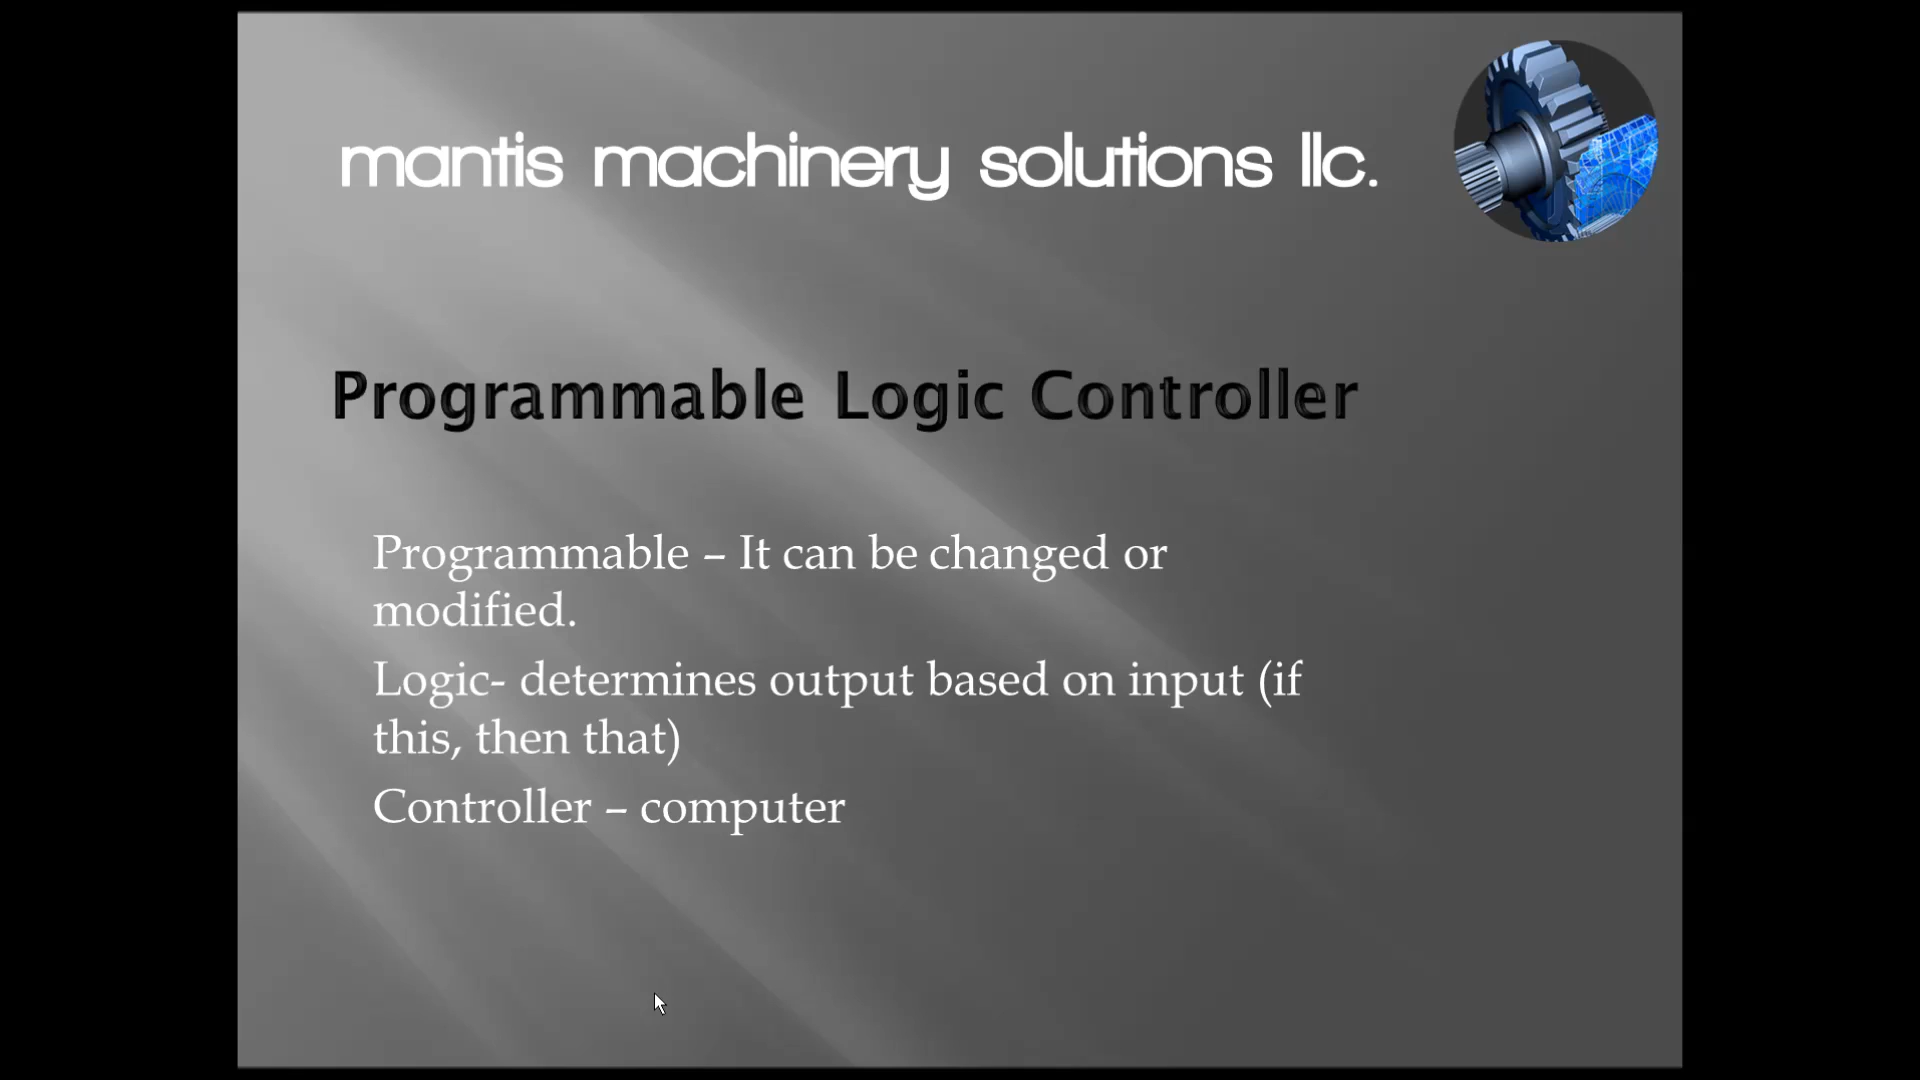 mantis machinery solutions llc.
Programmable Logic Controller
Programmable – It can be changed or
modified.
Logic- determines output based on input (if
this, then that)
Controller – computer